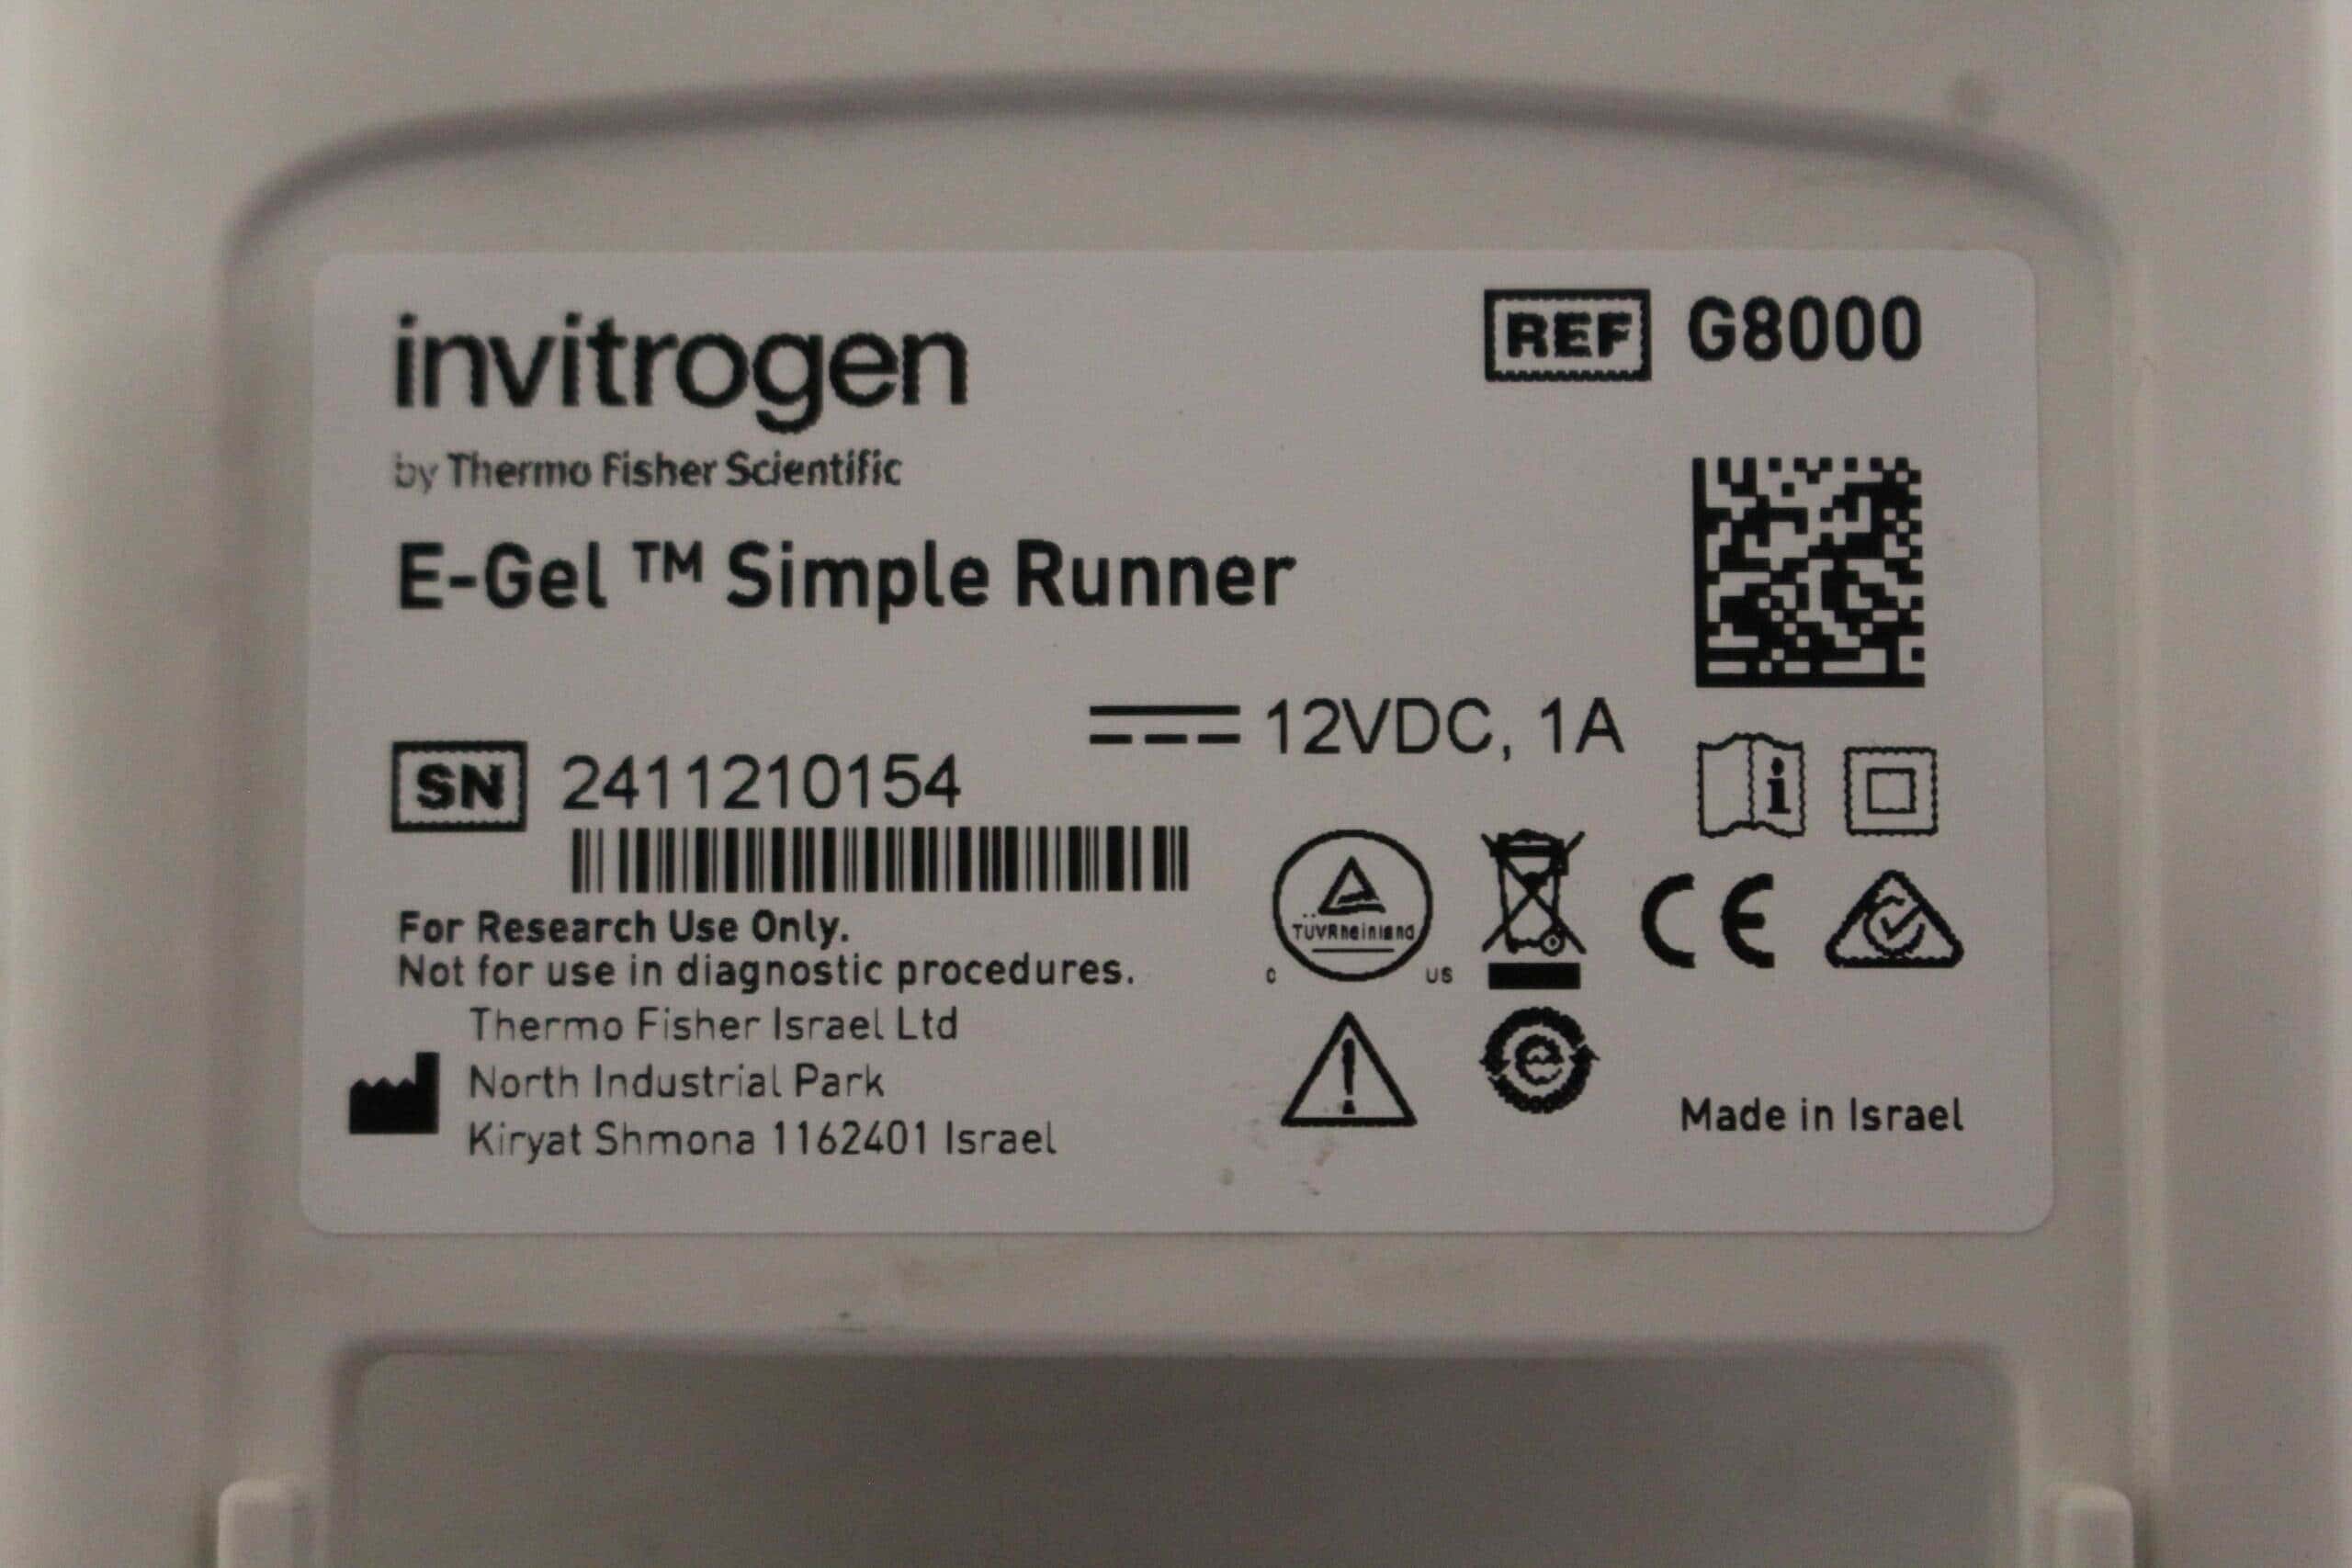 invitrogen
by Thermo Fisher Scientific
REF G8000
E-Gel ™ Simple Runner
12VDC, 1A
SN 2411210154
For Research Use Only.
Not for use in diagnostic procedures.
Thermo Fisher Israel Ltd
North Industrial Park
Kiryat Shmona 1162401 Israel
i
TÜVRheinland
C US
CE
e
Made in Israel